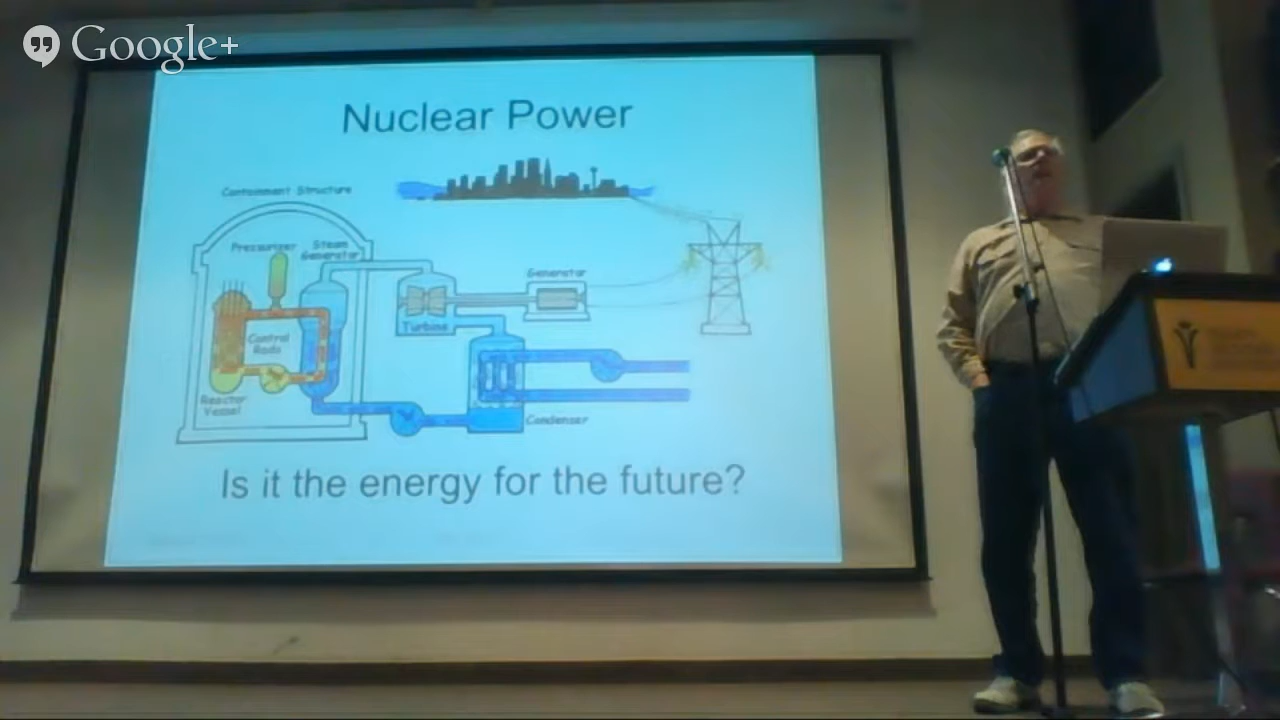 Google+
Nuclear Power
Containment Structure
Pressurizer
Steam
Generator
Generator
Control
Rods
Turbine
Reactor
Vessel
Condenser
Is it the energy for the future?